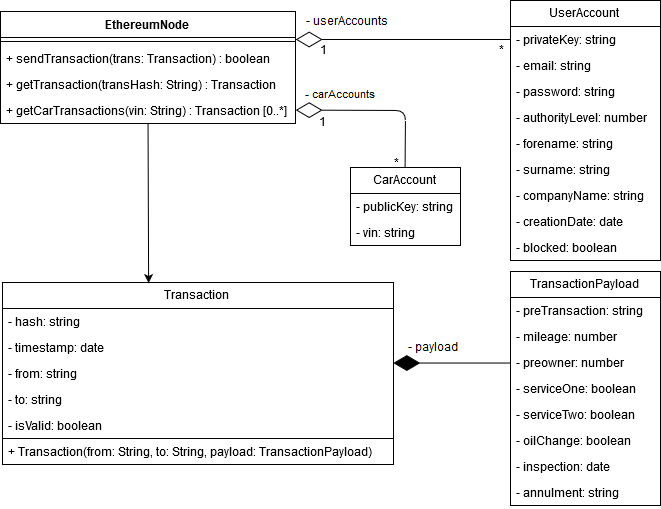 EthereumNode
+ sendTransaction(trans: Transaction) : boolean
+ getTransaction(transHash: String) : Transaction
+ getCarTransactions(vin: String) : Transaction [0..*]
- userAccounts
1
*
- carAccounts
1
*
UserAccount
- privateKey: string
- email: string
- password: string
- authorityLevel: number
- forename: string
- surname: string
- companyName: string
- creationDate: date
- blocked: boolean
CarAccount
- publicKey: string
- vin: string
Transaction
- hash: string
- timestamp: date
- from: string
- to: string
- isValid: boolean
+ Transaction(from: String, to: String, payload: TransactionPayload)
- payload
TransactionPayload
- preTransaction: string
- mileage: number
- preowner: number
- serviceOne: boolean
- serviceTwo: boolean
- oilChange: boolean
- inspection: date
- annulment: string